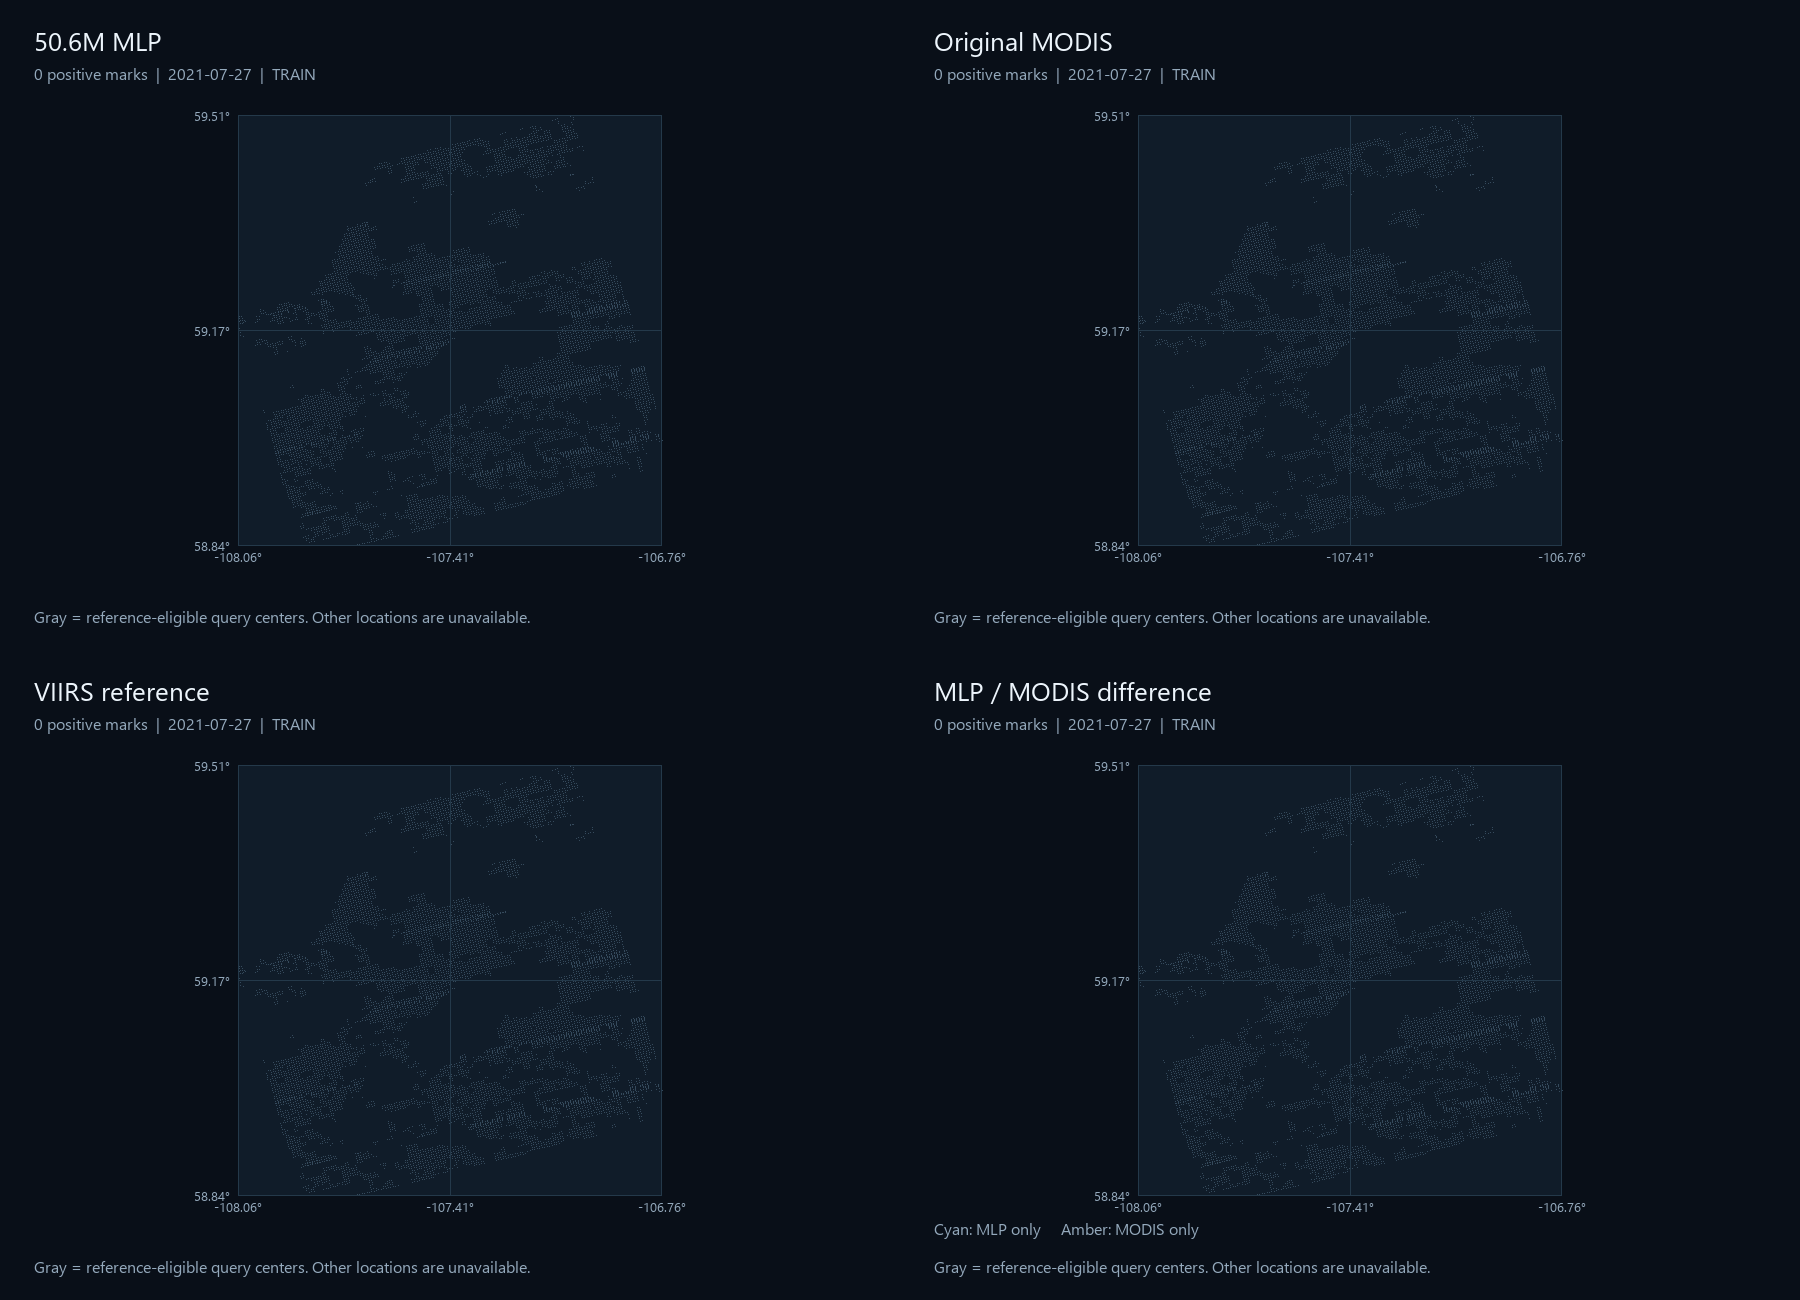 50.6M MLP
0 positive marks | 2021-07-27 | TRAIN
59.51°
59.17°
58.84°
-108.06°
-107.41°
-106.76°
Gray = reference-eligible query centers. Other locations are unavailable.
Original MODIS
0 positive marks | 2021-07-27 | TRAIN
59.51°
59.17°
58.84°
-108.06°
-107.41°
-106.76°
Gray = reference-eligible query centers. Other locations are unavailable.
VIIRS reference
0 positive marks | 2021-07-27 | TRAIN
59.51°
59.17°
58.84°
-108.06°
-107.41°
-106.76°
Gray = reference-eligible query centers. Other locations are unavailable.
MLP / MODIS difference
0 positive marks | 2021-07-27 | TRAIN
59.51°
59.17°
58.84°
-108.06°
-107.41°
-106.76°
Cyan: MLP only Amber: MODIS only
Gray = reference-eligible query centers. Other locations are unavailable.